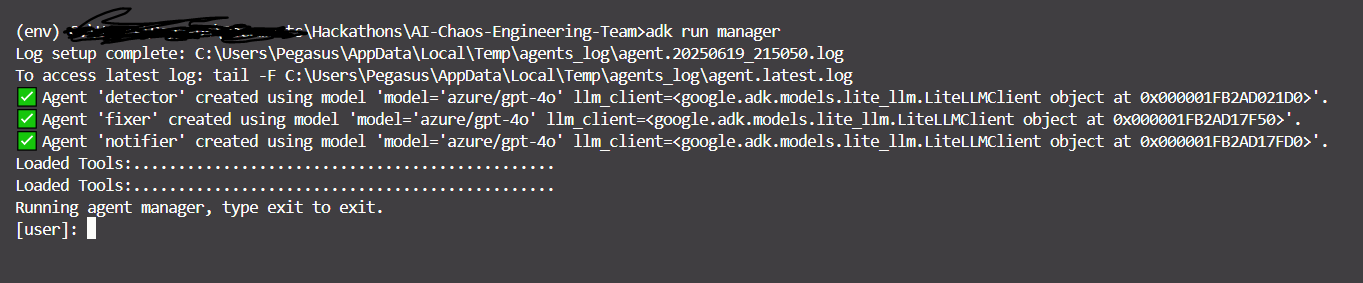 (env) \Hackathons\AI-Chaos-Engineering-Team>adk run manager
Log setup complete: C:\Users\Pegasus\AppData\Local\Temp\agents_log\agent.20250619_215050.log
To access latest log: tail -F C:\Users\Pegasus\AppData\Local\Temp\agents_log\agent.latest.log
✅ Agent 'detector' created using model 'model='azure/gpt-4o' llm_client=<google.adk.models.lite_llm.LiteLLMClient object at 0x000001FB2AD021D0>'.
✅ Agent 'fixer' created using model 'model='azure/gpt-4o' llm_client=<google.adk.models.lite_llm.LiteLLMClient object at 0x000001FB2AD17F50>'.
✅ Agent 'notifier' created using model 'model='azure/gpt-4o' llm_client=<google.adk.models.lite_llm.LiteLLMClient object at 0x000001FB2AD17FD0>'.
Loaded Tools:...............................................
Loaded Tools:...............................................
Running agent manager, type exit to exit.
[user]: